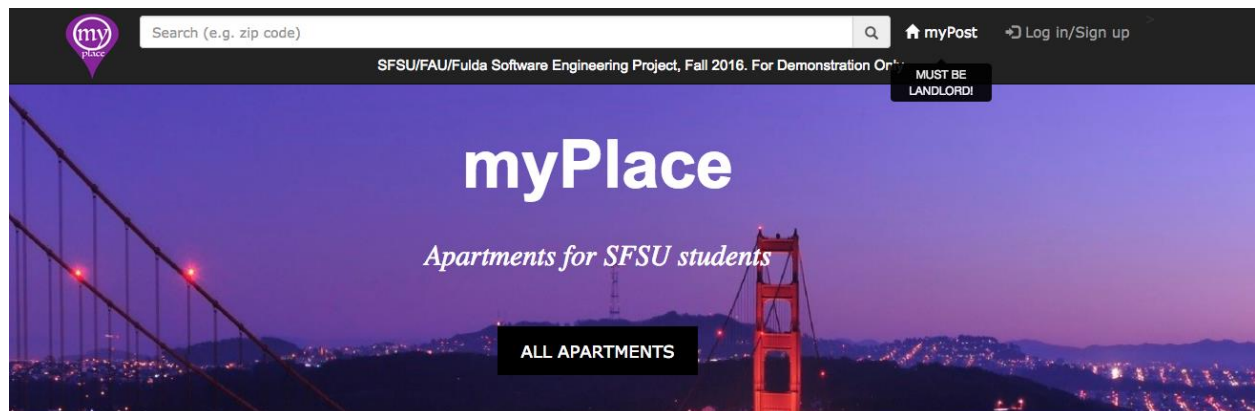 my
place
Search (e.g. zip code)
myPost
Log in/Sign up
>
SFSU/FAU/Fulda Software Engineering Project, Fall 2016. For Demonstration Only
MUST BE
LANDLORD!
myPlace
Apartments for SFSU students
ALL APARTMENTS